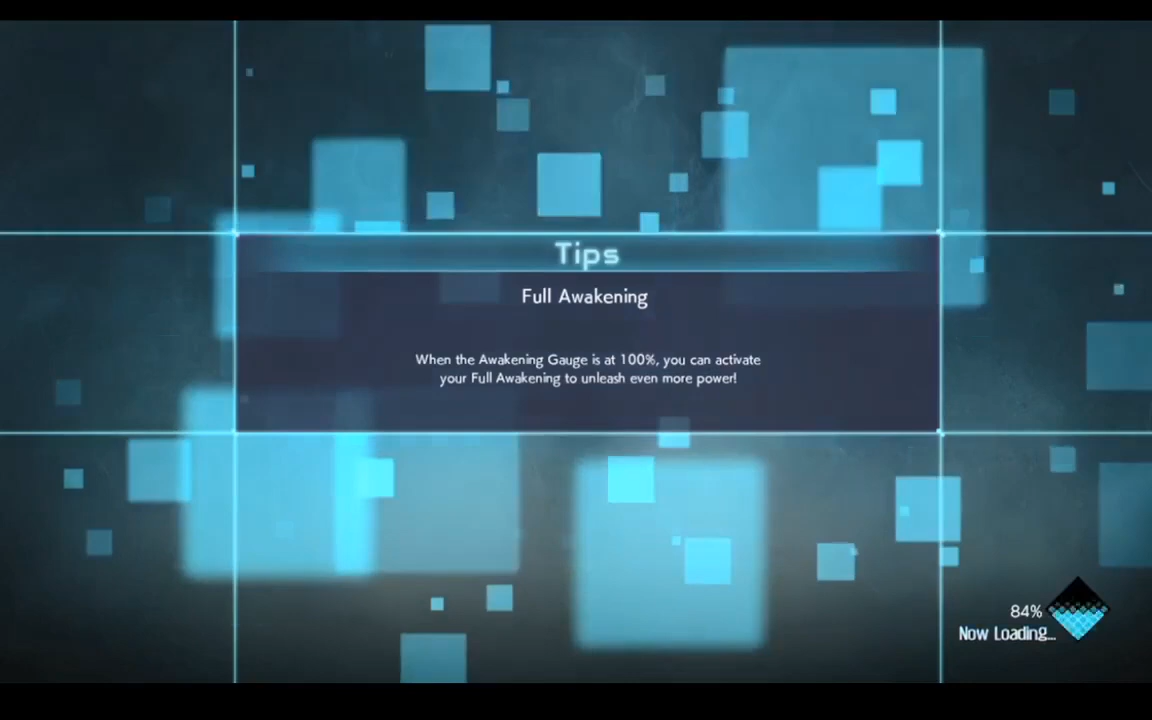 Tips
Full Awakening
When the Awakening Gauge is at 100%, you can activate
your Full Awakening to unleash even more power!
84%
Now Loading...